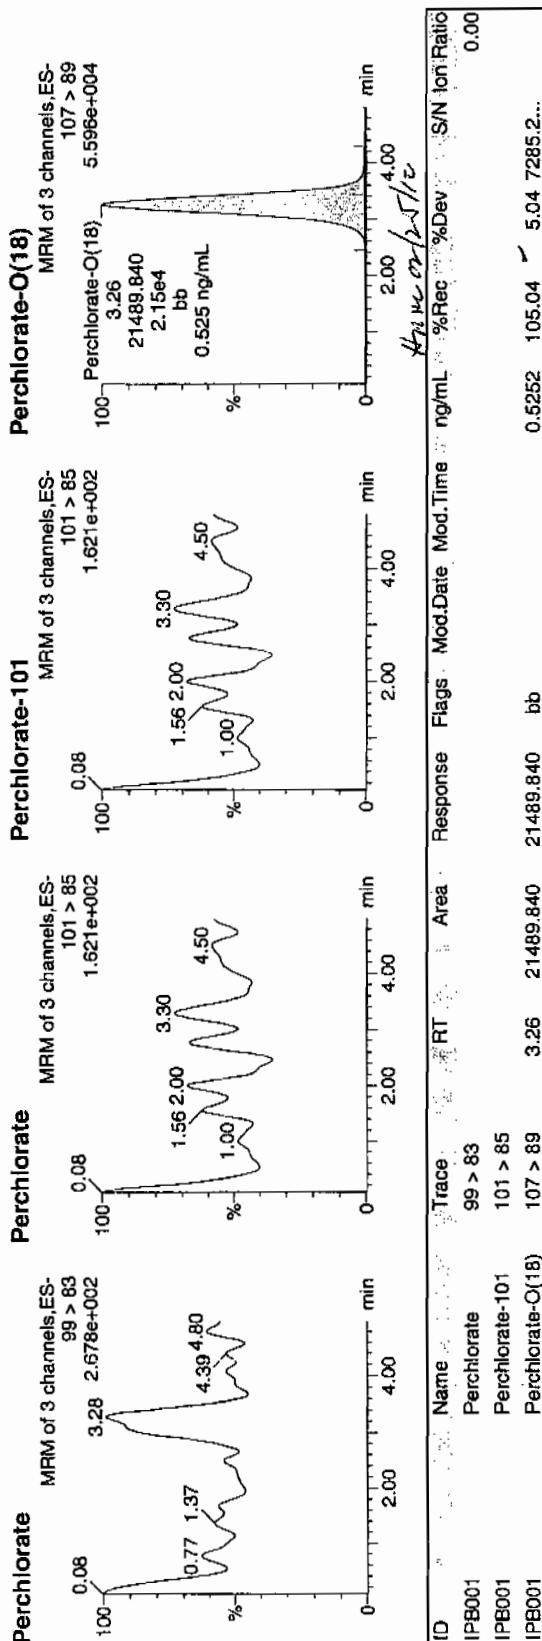 Perchlorate
MRM of 3 channels,ES-
99 > 83
2.678e+002
100
%
0
0.08
0.77
1.37
3.28
4.39
4.80
2.00
4.00
min
Perchlorate
MRM of 3 channels,ES-
101 > 85
1.621e+002
100
%
0
0.08
1.00
1.56
2.00
3.30
4.50
2.00
4.00
min
Perchlorate-101
MRM of 3 channels,ES-
101 > 85
1.621e+002
100
%
0
0.08
1.00
1.56
2.00
3.30
4.50
2.00
4.00
min
Perchlorate-O(18)
MRM of 3 channels,ES-
107 > 89
5.596e+004
100
%
0
Perchlorate-O(18)
3.26
21489.840
2.15e4
bb
0.525 ng/mL
2.00
4.00
min
02/25/10
ID Name Trace RT Area Response Flags Mod.Date Mod.Time ng/mL %Rec %Dev S/N Ion Ratio
IPB001 Perchlorate 99 > 83 0.00
IPB001 Perchlorate-101 101 > 85
IPB001 Perchlorate-O(18) 107 > 89 3.26 21489.840 21489.840 bb 0.5252 105.04 5.04 7285.2...